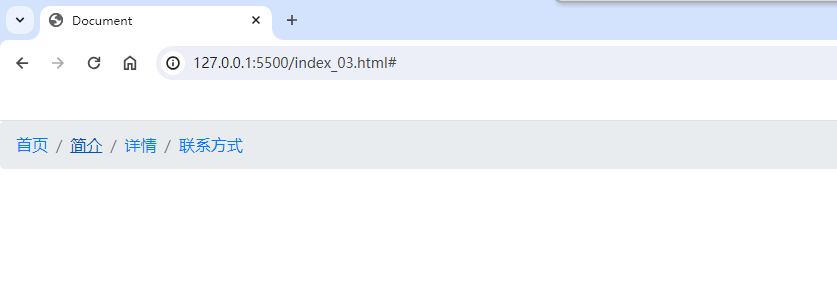 Document
127.0.0.1:5500/index_03.html#
首页 / 简介 / 详情 / 联系方式